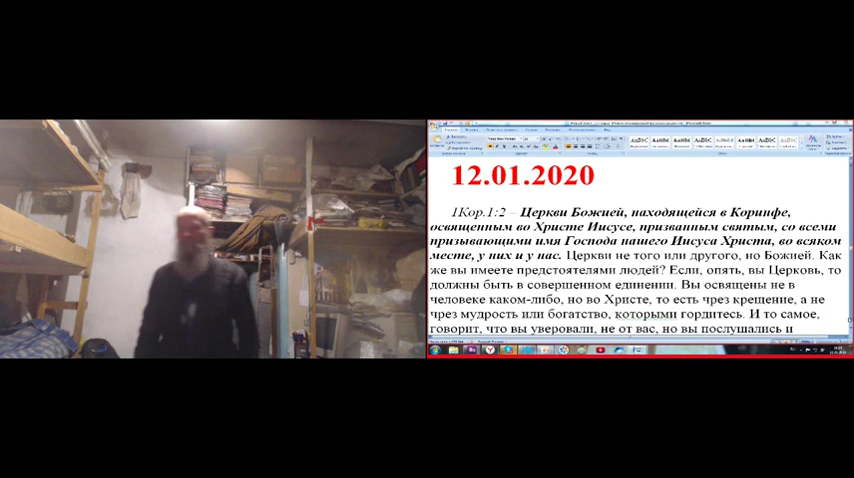 12.01.2020
1Кор.1:2 – Церкви Божией, находящейся в Коринфе,
освященным во Христе Иисусе, призванным святым, со всеми
призывающими имя Господа нашего Иисуса Христа, во всяком
месте, у них и у нас. Церкви не того или другого, но Божией. Как
же вы имеете предстоятелями людей? Если, опять, вы Церковь, то
должны быть в совершенном единении. Вы освящены не в
человеке каком-либо, но во Христе, то есть чрез крещение, а не
чрез мудрость или богатство, которыми гордитесь. И то самое,
говорит, что вы уверовали, не от вас, но вы послушались и